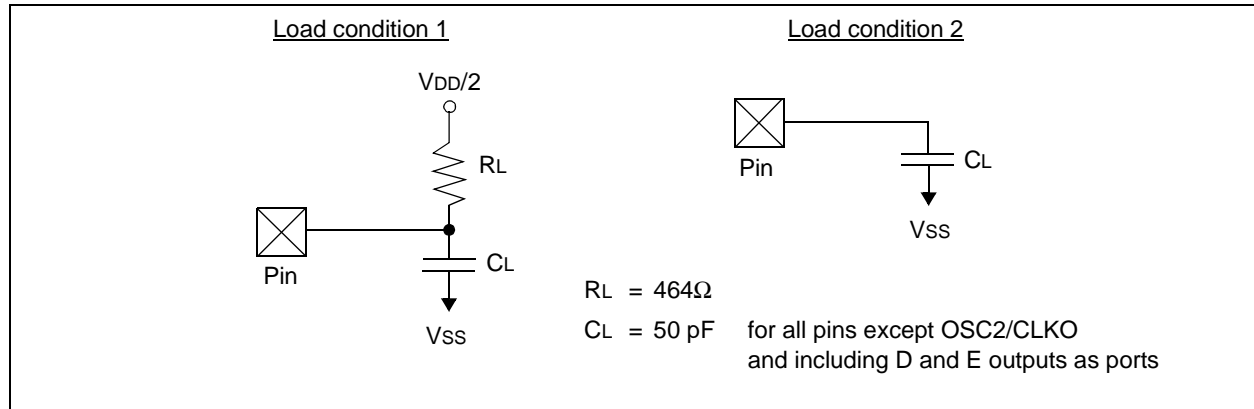 Load condition 1
VDD/2
RL
Pin
CL
VSS
Load condition 2
Pin
CL
VSS
RL = 464Ω
CL = 50 pF for all pins except OSC2/CLKO
and including D and E outputs as ports